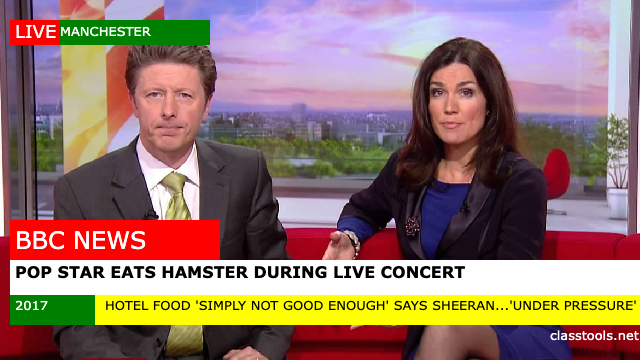 LIVE MANCHESTER
BBC NEWS
POP STAR EATS HAMSTER DURING LIVE CONCERT
2017 HOTEL FOOD 'SIMPLY NOT GOOD ENOUGH' SAYS SHEERAN...'UNDER PRESSURE'
classtools.net